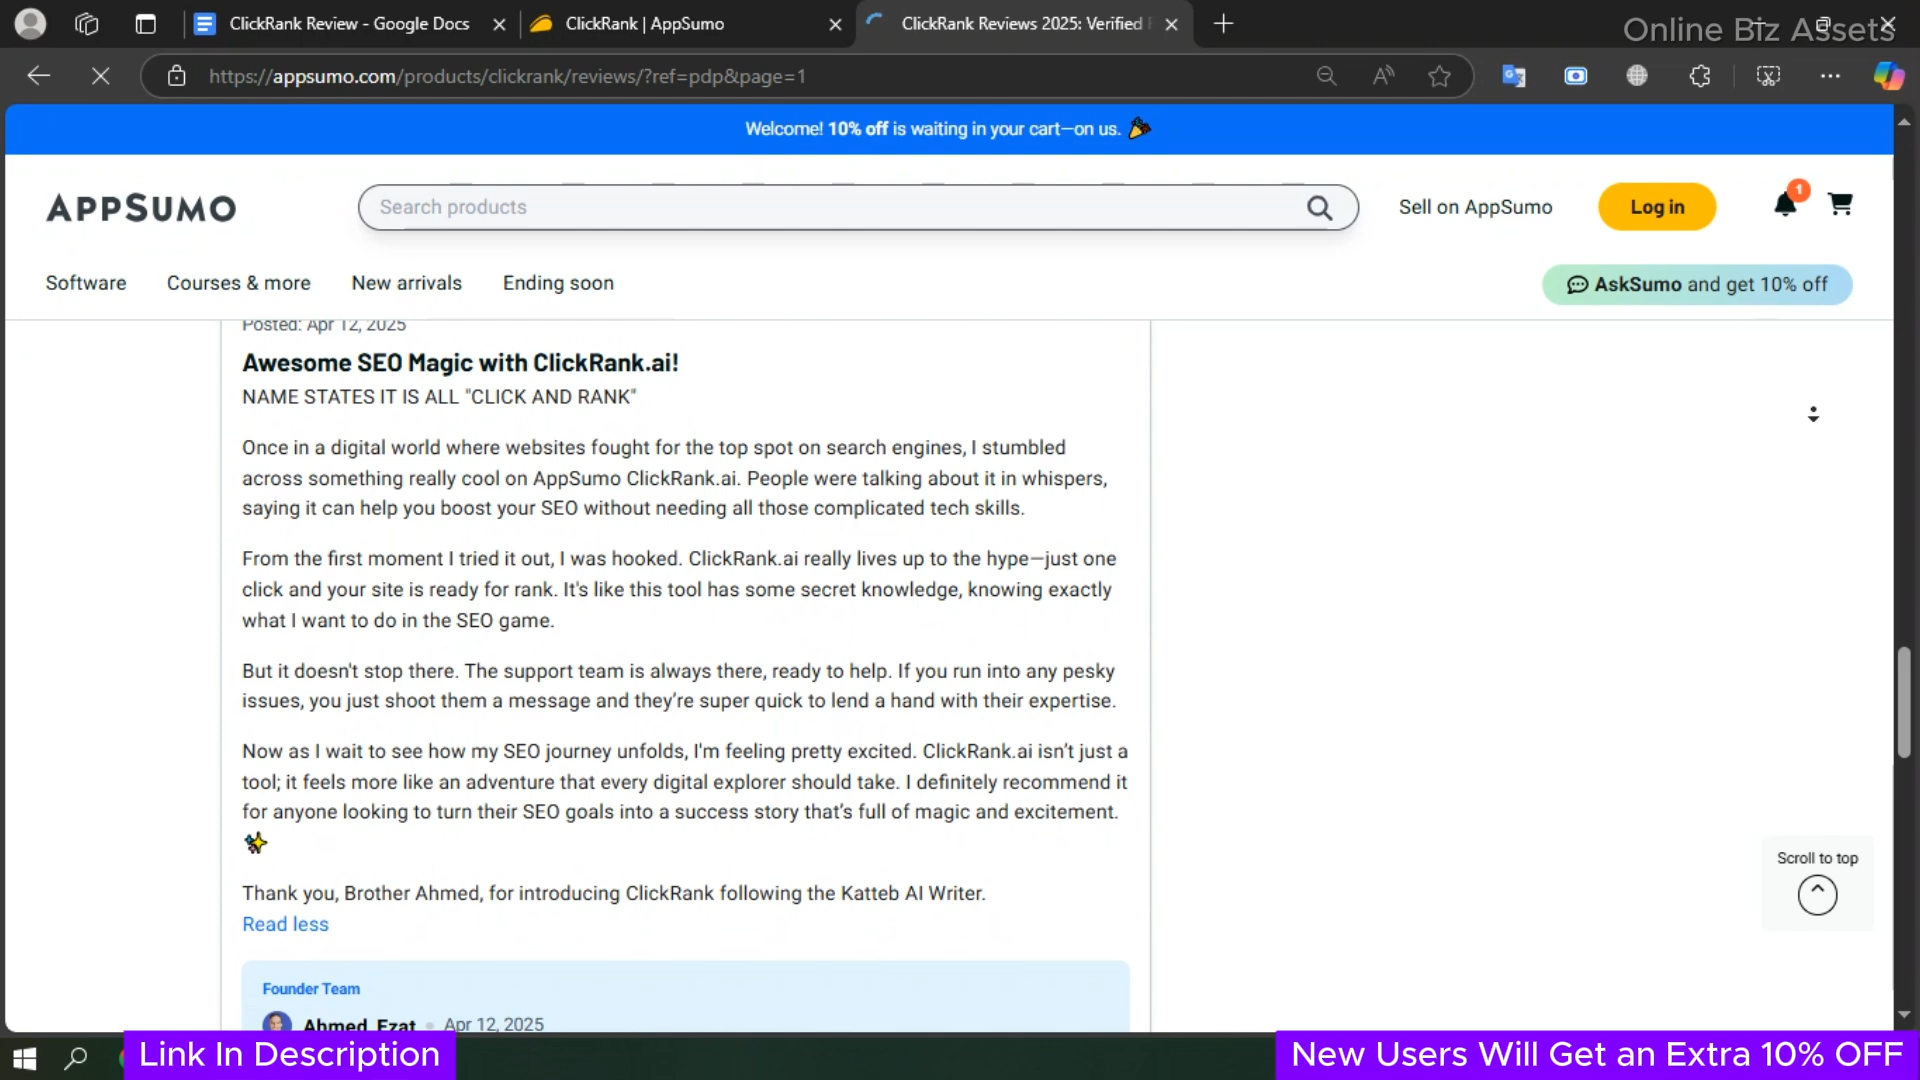 ClickRank Review - Google Docs
ClickRank | AppSumo
ClickRank Reviews 2025: Verified
Online Biz Assets
https://appsumo.com/products/clickrank/reviews/?ref=pdp&page=1
Welcome! 10% off is waiting in your cart—on us.
APPSUMO
Search products
Sell on AppSumo
Log in
1
Software
Courses & more
New arrivals
Ending soon
AskSumo and get 10% off
Posted: Apr 12, 2025
Awesome SEO Magic with ClickRank.ai!
NAME STATES IT IS ALL "CLICK AND RANK"
Once in a digital world where websites fought for the top spot on search engines, I stumbled
across something really cool on AppSumo ClickRank.ai. People were talking about it in whispers,
saying it can help you boost your SEO without needing all those complicated tech skills.
From the first moment I tried it out, I was hooked. ClickRank.ai really lives up to the hype—just one
click and your site is ready for rank. It's like this tool has some secret knowledge, knowing exactly
what I want to do in the SEO game.
But it doesn't stop there. The support team is always there, ready to help. If you run into any pesky
issues, you just shoot them a message and they’re super quick to lend a hand with their expertise.
Now as I wait to see how my SEO journey unfolds, I'm feeling pretty excited. ClickRank.ai isn’t just a
tool; it feels more like an adventure that every digital explorer should take. I definitely recommend it
for anyone looking to turn their SEO goals into a success story that’s full of magic and excitement.
Thank you, Brother Ahmed, for introducing ClickRank following the Katteb AI Writer.
Read less
Scroll to top
Founder Team
Ahmed_Ezat
Apr 12, 2025
Link In Description
New Users Will Get an Extra 10% OFF